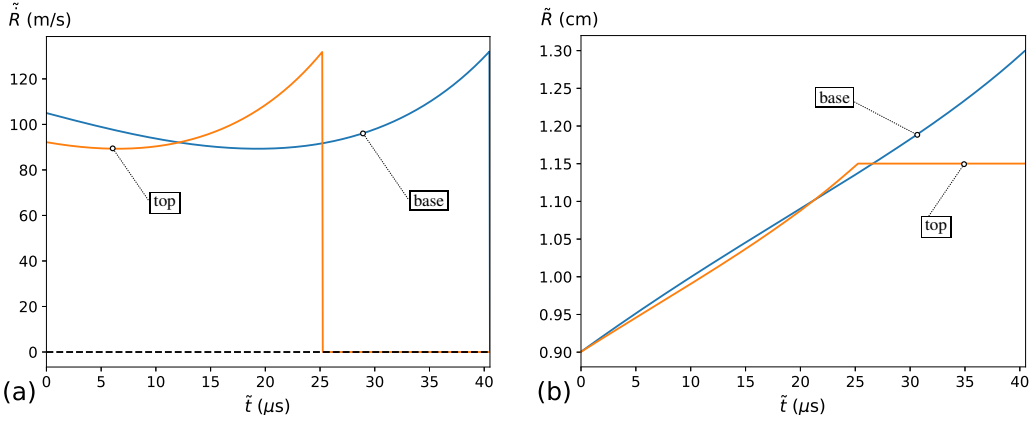 Ṙ̃ (m/s)
120
100
80
60
40
20
0
top
base
0 5 10 15 20 25 30 35 40
t̃ (μs)
(a)
R̃ (cm)
1.30
1.25
1.20
1.15
1.10
1.05
1.00
0.95
0.90
base
top
0 5 10 15 20 25 30 35 40
t̃ (μs)
(b)